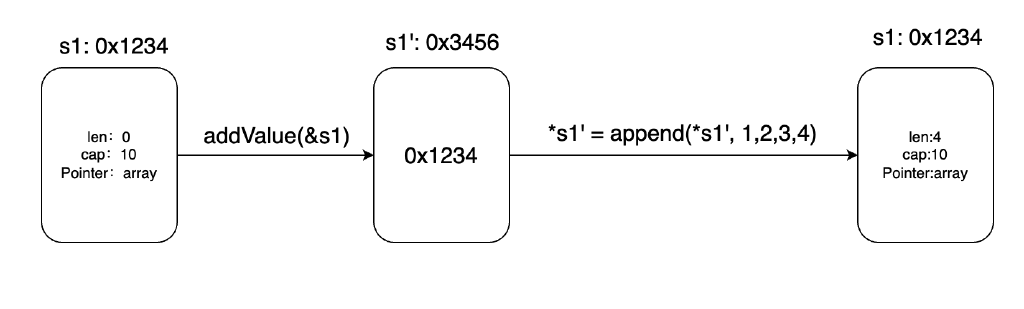 s1: 0x1234
len： 0
cap： 10
Pointer： array
addValue(&s1)
s1': 0x3456
0x1234
*s1' = append(*s1', 1,2,3,4)
s1: 0x1234
len:4
cap:10
Pointer:array